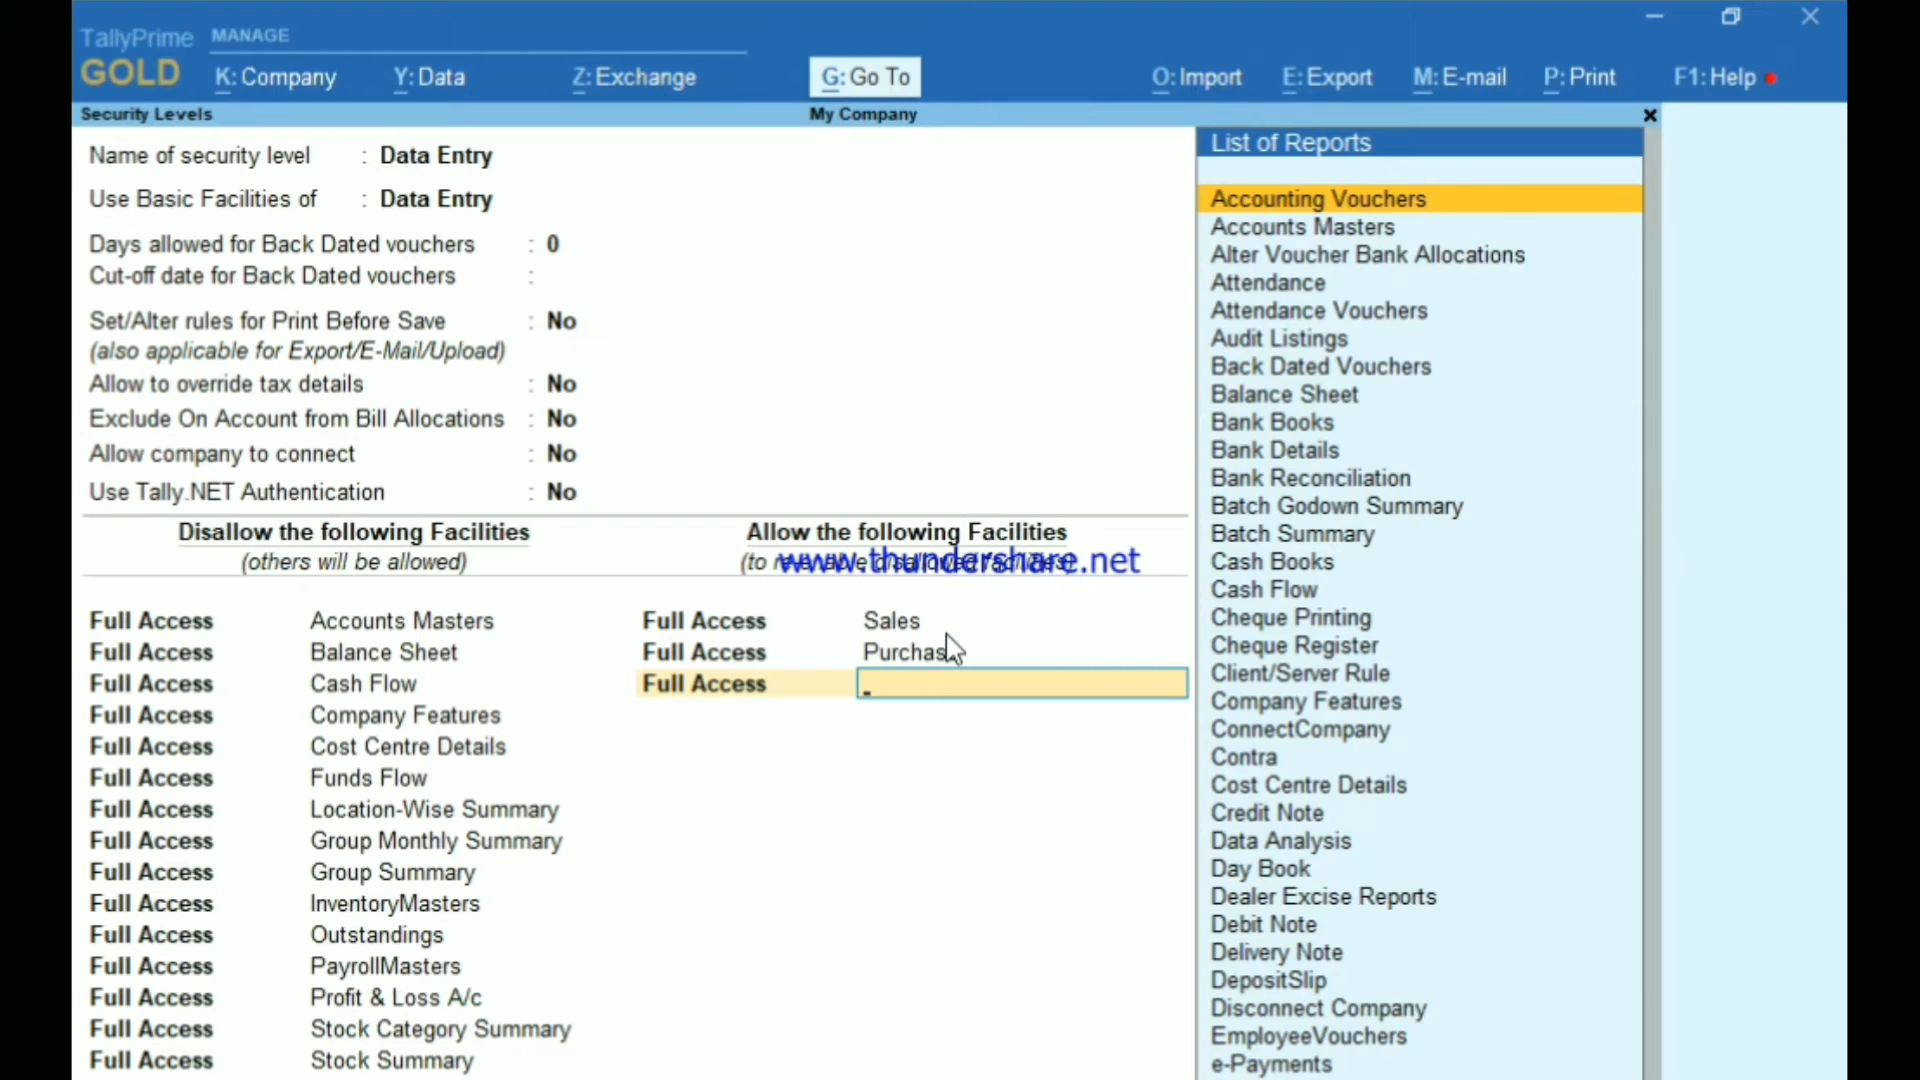 TallyPrime MANAGE
GOLD K: Company Y: Data Z: Exchange G: Go To O: Import E: Export M: E-mail P: Print F1: Help
Security Levels My Company
Name of security level : Data Entry
Use Basic Facilities of : Data Entry
Days allowed for Back Dated vouchers : 0
Cut-off date for Back Dated vouchers :
Set/Alter rules for Print Before Save : No
(also applicable for Export/E-Mail/Upload)
Allow to override tax details : No
Exclude On Account from Bill Allocations : No
Allow company to connect : No
Use Tally.NET Authentication : No
Disallow the following Facilities Allow the following Facilities
(others will be allowed) (to
www.thundershare.net
Full Access Accounts Masters Full Access Sales
Full Access Balance Sheet Full Access Purchas
Full Access Cash Flow Full Access
Full Access Company Features
Full Access Cost Centre Details
Full Access Funds Flow
Full Access Location-Wise Summary
Full Access Group Monthly Summary
Full Access Group Summary
Full Access InventoryMasters
Full Access Outstandings
Full Access PayrollMasters
Full Access Profit & Loss A/c
Full Access Stock Category Summary
Full Access Stock Summary
List of Reports
Accounting Vouchers
Accounts Masters
Alter Voucher Bank Allocations
Attendance
Attendance Vouchers
Audit Listings
Back Dated Vouchers
Balance Sheet
Bank Books
Bank Details
Bank Reconciliation
Batch Godown Summary
Batch Summary
Cash Books
Cash Flow
Cheque Printing
Cheque Register
Client/Server Rule
Company Features
ConnectCompany
Contra
Cost Centre Details
Credit Note
Data Analysis
Day Book
Dealer Excise Reports
Debit Note
Delivery Note
DepositSlip
Disconnect Company
EmployeeVouchers
e-Payments